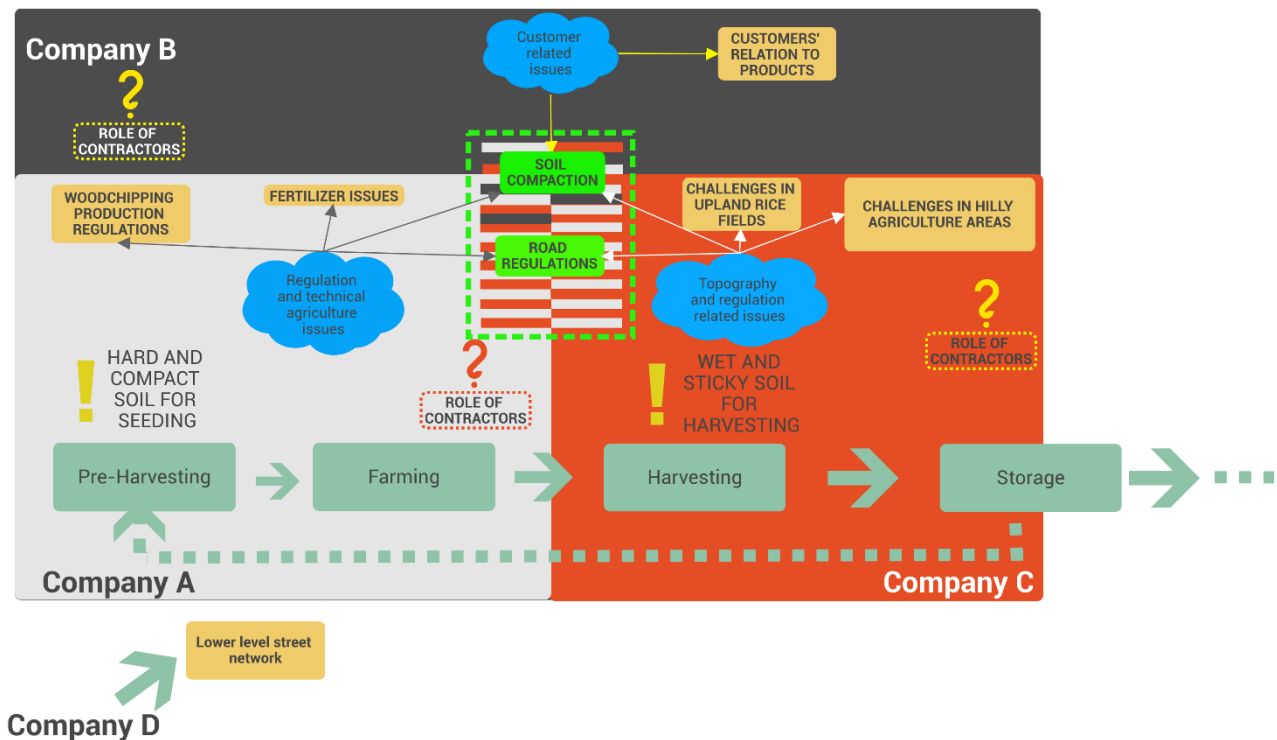 Company B
ROLE OF
CONTRACTORS
Customer
related
issues
CUSTOMERS'
RELATION TO
PRODUCTS
WOODCHIPPING
PRODUCTION
REGULATIONS
FERTILIZER ISSUES
SOIL
COMPACTION
CHALLENGES IN
UPLAND RICE
FIELDS
CHALLENGES IN HILLY
AGRICULTURE AREAS
Regulation
and technical
agriculture
issues
ROAD
REGULATIONS
Topography
and regulation
related issues
HARD AND
COMPACT
SOIL FOR
SEEDING
ROLE OF
CONTRACTORS
WET AND
STICKY SOIL
FOR
HARVESTING
ROLE OF
CONTRACTORS
Pre-Harvesting
Farming
Harvesting
Storage
Company A
Company C
Lower level street
network
Company D